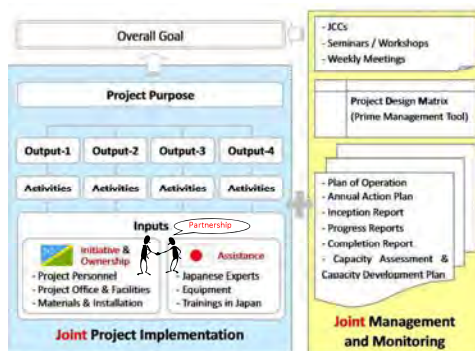 Overall Goal
Project Purpose
Output-1
Output-2
Output-3
Output-4
Activities
Activities
Activities
Activities
Inputs
Partnership
Initiative &
Ownership
- Project Personnel
- Project Office & Facilities
- Materials & Installation
Assistance
- Japanese Experts
- Equipment
- Trainings in Japan
Joint Project Implementation
- JCCs
- Seminars / Workshops
- Weekly Meetings
Project Design Matrix
(Prime Management Tool)
- Plan of Operation
- Annual Action Plan
- Inception Report
- Progress Reports
- Completion Report
- Capacity Assessment &
Capacity Development Plan
Joint Management
and Monitoring